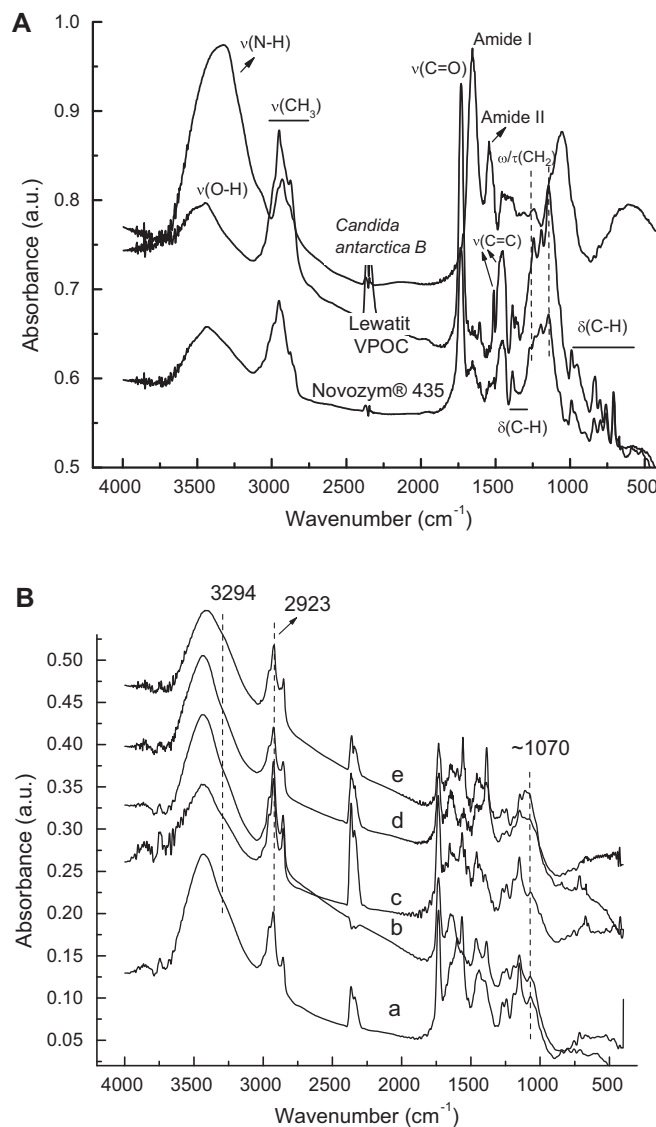 A
1.0
0.9
0.8
0.7
0.6
0.5
Absorbance (a.u.)
ν(N-H)
ν(CH3)
ν(O-H)
Candida
antarctica B
Lewatit
VPOC
Novozym® 435
ν(C=O)
Amide I
Amide II
ω/τ(CH2)
ν(C=C)
δ(C-H)
δ(C-H)
4000 3500 3000 2500 2000 1500 1000 500
Wavenumber (cm-1)
B
3294
2923
~1070
0.50
0.45
0.40
0.35
0.30
0.25
0.20
0.15
0.10
0.05
Absorbance (a.u.)
e
d
c
b
a
4000 3500 3000 2500 2000 1500 1000 500
Wavenumber (cm-1)